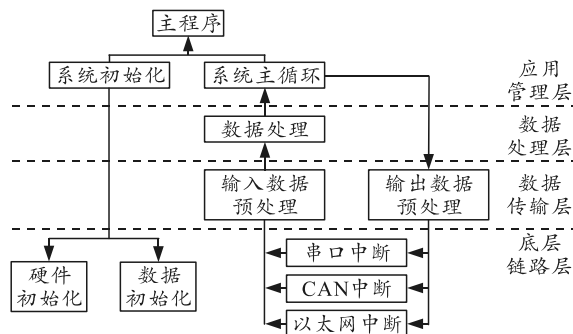 主程序
系统初始化
系统主循环
应用
管理层
数据处理
数据
处理层
输入数据
预处理
输出数据
预处理
数据
传输层
底层
链路层
串口中断
硬件
初始化
数据
初始化
CAN中断
以太网中断